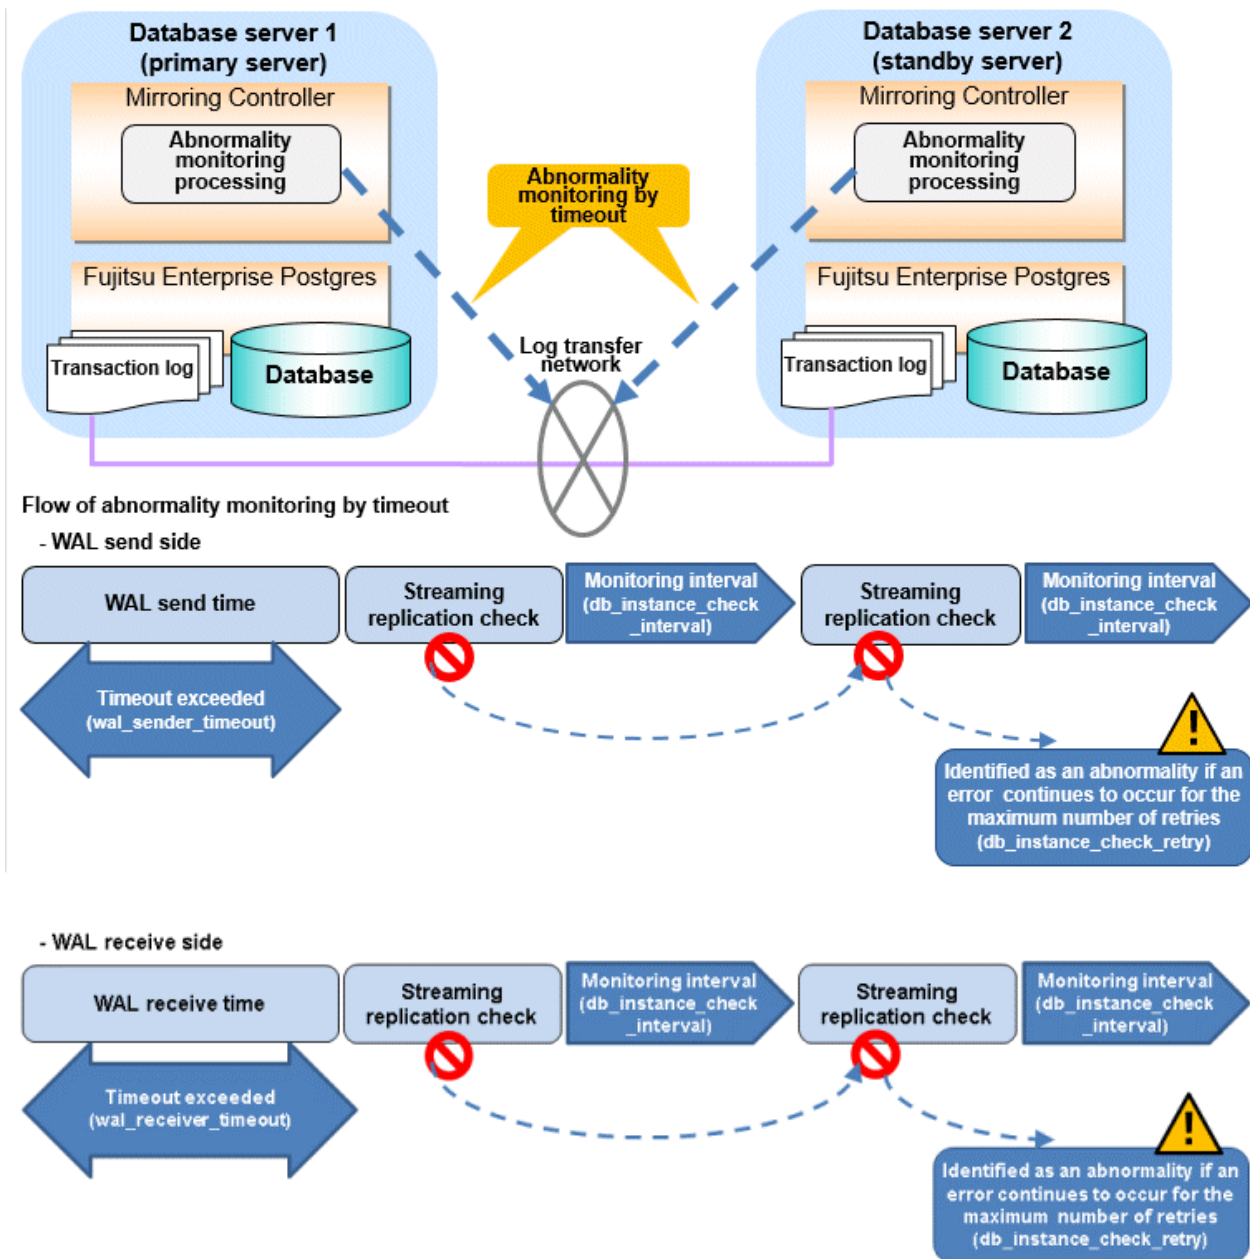 Database server 1
(primary server)
Mirroring Controller
Abnormality
monitoring
processing
Fujitsu Enterprise Postgres
Transaction log
Database
Abnormality
monitoring by
timeout
Log transfer
network
Database server 2
(standby server)
Mirroring Controller
Abnormality
monitoring
processing
Fujitsu Enterprise Postgres
Transaction log
Database
Flow of abnormality monitoring by timeout
- WAL send side
WAL send time
Streaming
replication check
Monitoring interval
(db_instance_check
_interval)
Streaming
replication check
Monitoring interval
(db_instance_check
_interval)
Timeout exceeded
(wal_sender_timeout)
Identified as an abnormality if an
error continues to occur for the
maximum number of retries
(db_instance_check_retry)
- WAL receive side
WAL receive time
Streaming
replication check
Monitoring interval
(db_instance_check
_interval)
Streaming
replication check
Monitoring interval
(db_instance_check
_interval)
Timeout exceeded
(wal_receiver_timeout)
Identified as an abnormality if an
error continues to occur for the
maximum number of retries
(db_instance_check_retry)